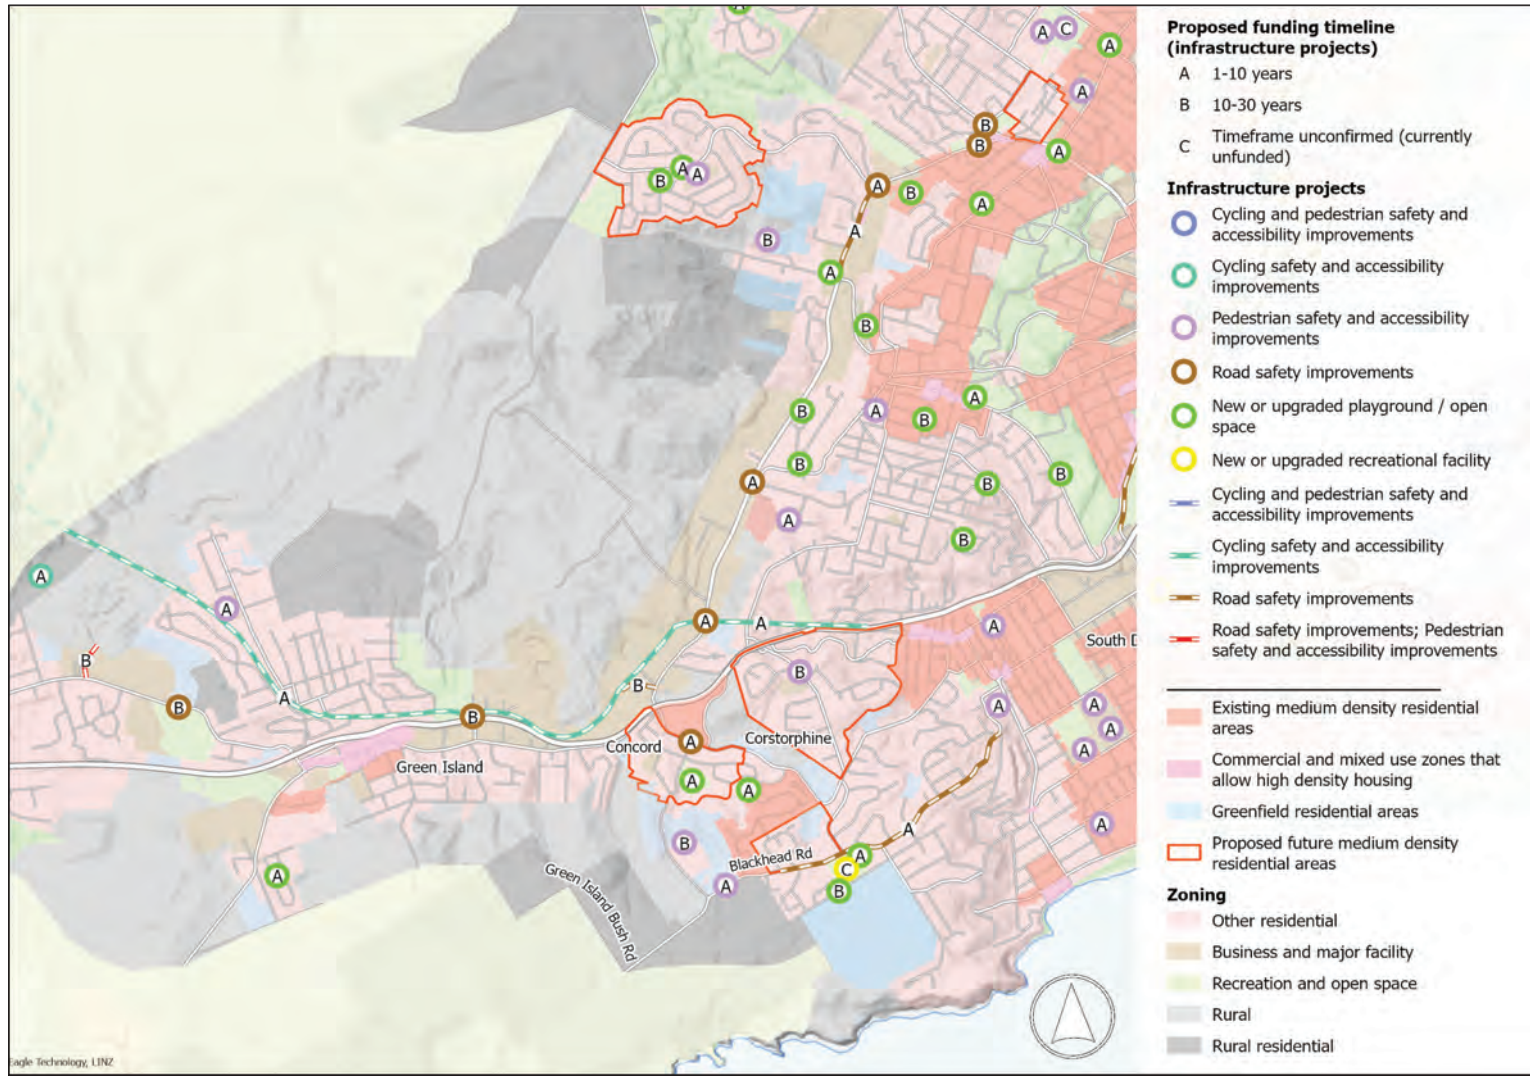 A
A
C
A
A
B
B
A
A
A
B
A
B
A
B
A
A
B
A
A
B
B
A
A
B
B
A
A
B
B
B
A
B
A
A
A
A
A
South D
B
B
A
B
A
A
B
B
A
A
A
Concord
Corstorphine
Green Island
A
A
A
A
A
B
A
Blackhead Rd
C
A
A
B
Green Island Bush Rd
Eagle Technology, LINZ
Proposed funding timeline
(infrastructure projects)
A 1-10 years
B 10-30 years
C Timeframe unconfirmed (currently
unfunded)
Infrastructure projects
Cycling and pedestrian safety and
accessibility improvements
Cycling safety and accessibility
improvements
Pedestrian safety and accessibility
improvements
Road safety improvements
New or upgraded playground / open
space
New or upgraded recreational facility
Cycling and pedestrian safety and
accessibility improvements
Cycling safety and accessibility
improvements
Road safety improvements
Road safety improvements; Pedestrian
safety and accessibility improvements
Existing medium density residential
areas
Commercial and mixed use zones that
allow high density housing
Greenfield residential areas
Proposed future medium density
residential areas
Zoning
Other residential
Business and major facility
Recreation and open space
Rural
Rural residential